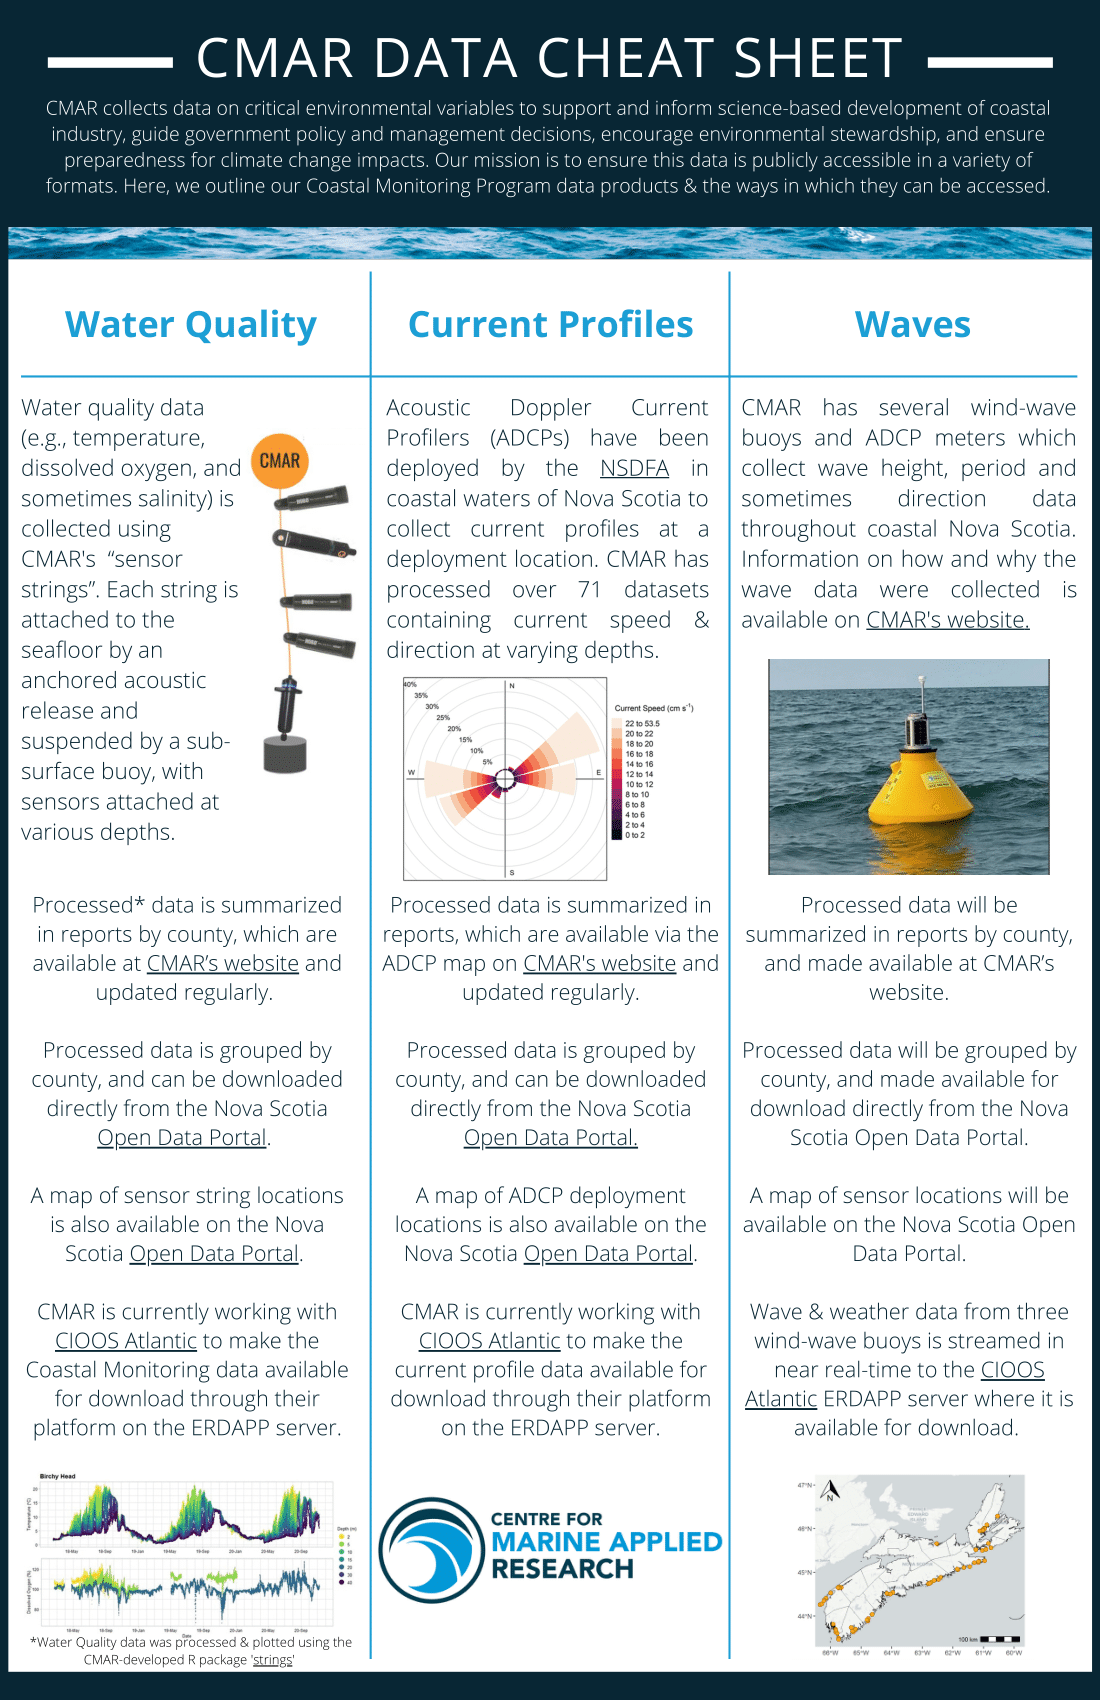 CMAR DATA CHEAT SHEET
CMAR collects data on critical environmental variables to support and inform science-based development of coastal
industry, guide government policy and management decisions, encourage environmental stewardship, and ensure
preparedness for climate change impacts. Our mission is to ensure this data is publicly accessible in a variety of
formats. Here, we outline our Coastal Monitoring Program data products & the ways in which they can be accessed.
Water Quality
Water quality data
(e.g., temperature,
dissolved oxygen, and
sometimes salinity) is
collected using
CMAR's “sensor
strings”. Each string is
attached to the
seafloor by an
anchored acoustic
release and
suspended by a sub-
surface buoy, with
sensors attached at
various depths.
CMAR
Processed* data is summarized
in reports by county, which are
available at CMAR’s website and
updated regularly.
Processed data is grouped by
county, and can be downloaded
directly from the Nova Scotia
Open Data Portal.
A map of sensor string locations
is also available on the Nova
Scotia Open Data Portal.
CMAR is currently working with
CIOOS Atlantic to make the
Coastal Monitoring data available
for download through their
platform on the ERDAPP server.
Birchy Head
Temperature (°C)
Dissolved Oxygen (%)
Date
Depth (m)
*Water Quality data was processed & plotted using the
CMAR-developed R package 'strings'
Current Profiles
Acoustic Doppler Current
Profilers (ADCPs) have been
deployed by the NSDFA in
coastal waters of Nova Scotia to
collect current profiles at a
deployment location. CMAR has
processed over 71 datasets
containing current speed &
direction at varying depths.
40%
35%
30%
25%
20%
15%
10%
5%
N
W
E
S
Current Speed (cm s⁻¹)
22 to 53.5
20 to 22
18 to 20
16 to 18
14 to 16
12 to 14
10 to 12
8 to 10
6 to 8
4 to 6
2 to 4
0 to 2
Processed data is summarized in
reports, which are available via the
ADCP map on CMAR's website and
updated regularly.
Processed data is grouped by
county, and can be downloaded
directly from the Nova Scotia
Open Data Portal.
A map of ADCP deployment
locations is also available on the
Nova Scotia Open Data Portal.
CMAR is currently working with
CIOOS Atlantic to make the
current profile data available for
download through their platform
on the ERDAPP server.
CENTRE FOR
MARINE APPLIED
RESEARCH
Waves
CMAR has several wind-wave
buoys and ADCP meters which
collect wave height, period and
sometimes direction data
throughout coastal Nova Scotia.
Information on how and why the
wave data were collected is
available on CMAR's website.
Processed data will be
summarized in reports by county,
and made available at CMAR’s
website.
Processed data will be grouped by
county, and made available for
download directly from the Nova
Scotia Open Data Portal.
A map of sensor locations will be
available on the Nova Scotia Open
Data Portal.
Wave & weather data from three
wind-wave buoys is streamed in
near real-time to the CIOOS
Atlantic ERDAPP server where it is
available for download.
N
47°N
46°N
45°N
44°N
100 km
66°W 65°W 64°W 63°W 62°W 61°W 60°W